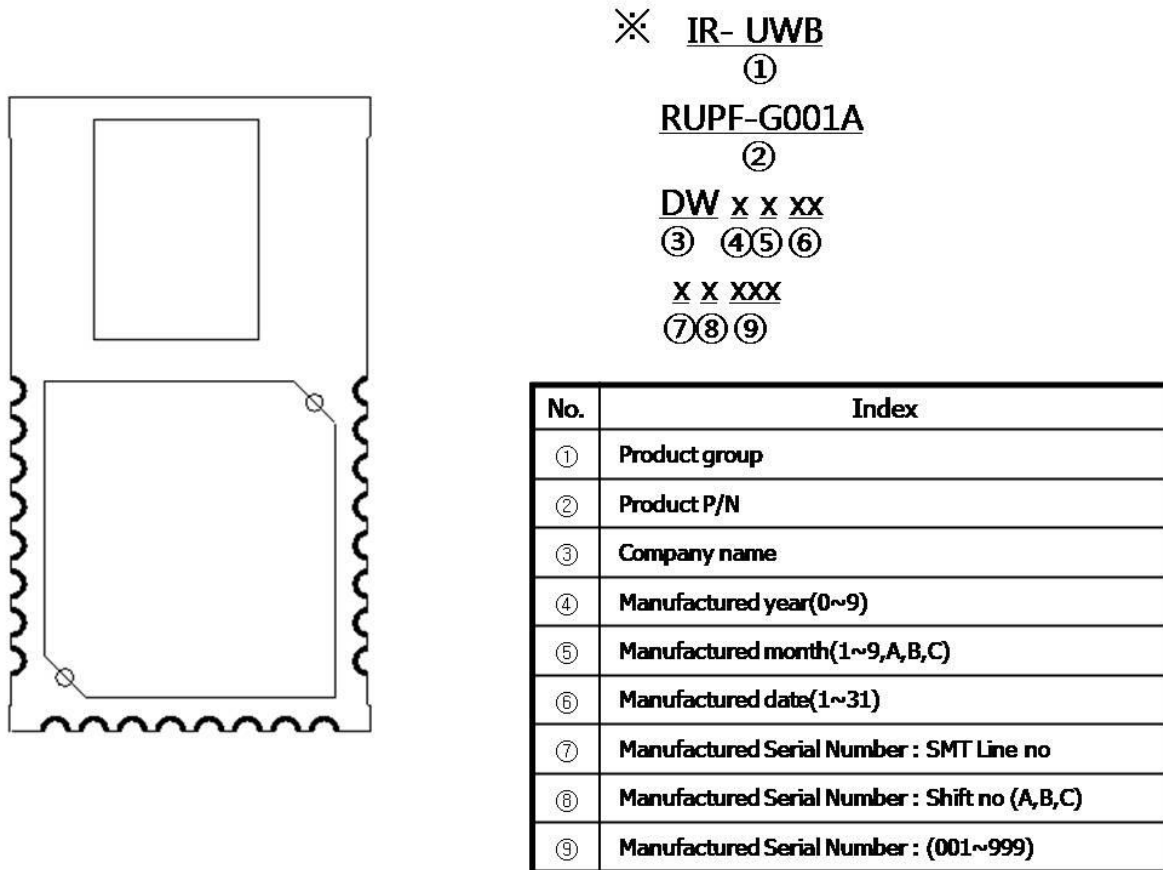 ※ IR- UWB
①
RUPF-G001A
②
DW x x xx
③ ④⑤⑥
x x xxx
⑦⑧⑨
No. Index
① Product group
② Product P/N
③ Company name
④ Manufactured year(0~9)
⑤ Manufactured month(1~9,A,B,C)
⑥ Manufactured date(1~31)
⑦ Manufactured Serial Number : SMT Line no
⑧ Manufactured Serial Number : Shift no (A,B,C)
⑨ Manufactured Serial Number : (001~999)